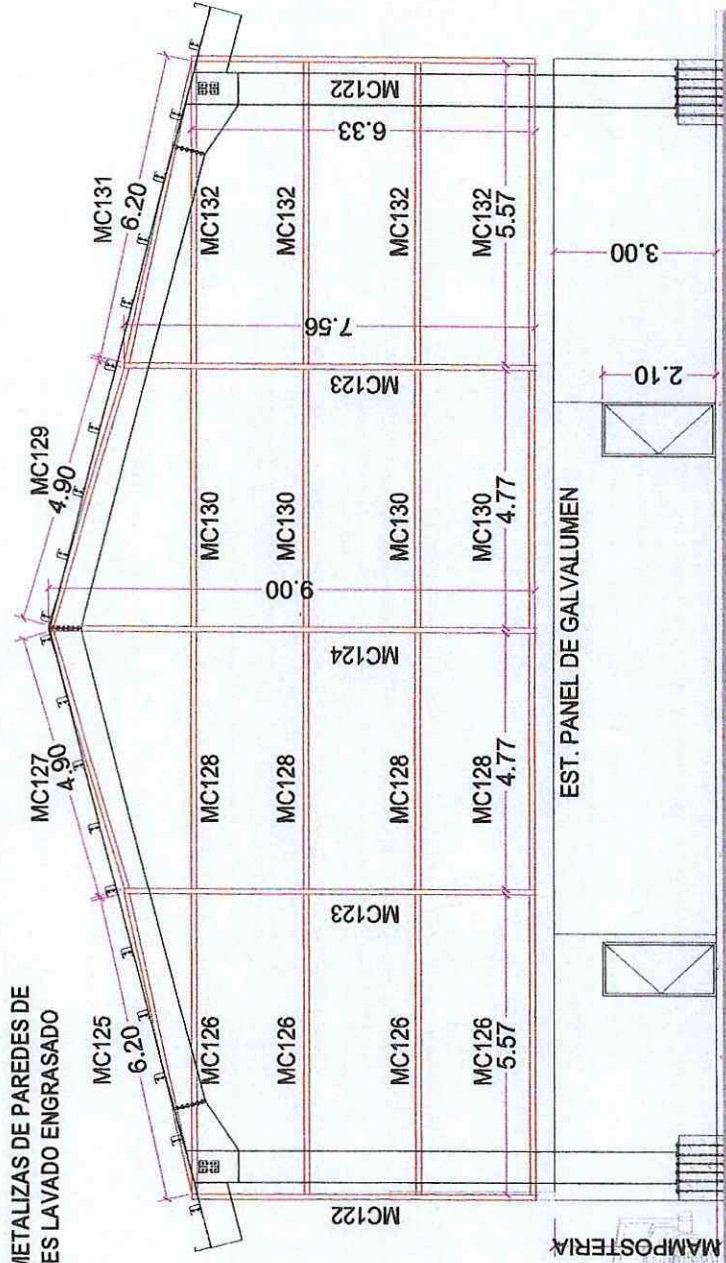 METALIZAS DE PAREDES DE
ES LAVADO ENGRASADO
MC127
4.90
MC129
4.90
MC125
6.20
MC131
6.20
MC126
MC128
MC130
MC132
MC126
MC128
MC130
MC132
MC126
MC128
MC130
MC132
MC126
5.57
MC128
4.77
MC130
4.77
MC132
5.57
MC122
MC123
MC124
9.00
MC123
7.56
6.33
MC122
EST. PANEL DE GALVALUMEN
2.10
3.00
MAMPOSTERIA